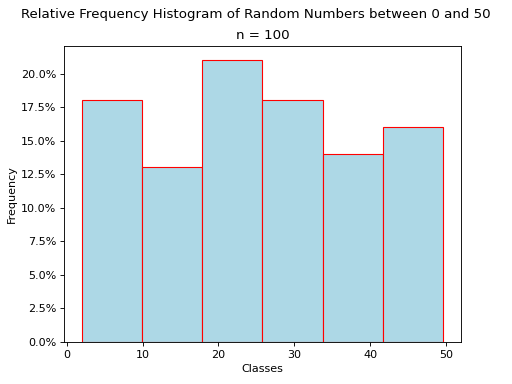 Relative Frequency Histogram of Random Numbers between 0 and 50
n = 100
20.0%
17.5%
15.0%
12.5%
10.0%
7.5%
5.0%
2.5%
0.0%
Frequency
0 10 20 30 40 50
Classes